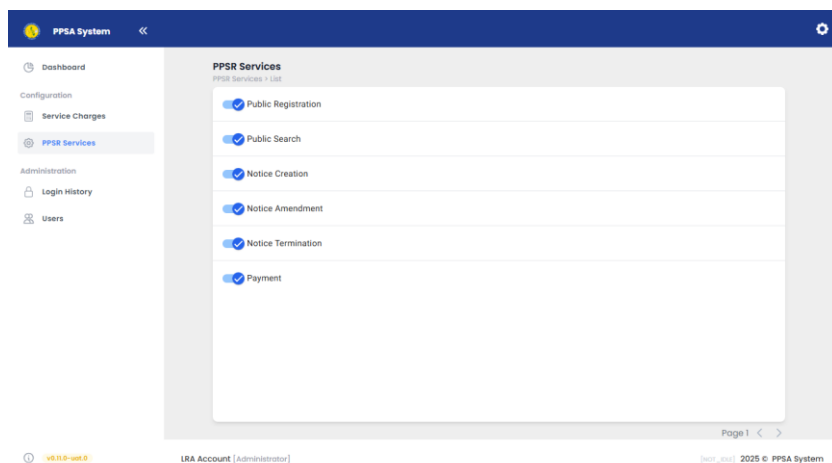 PPSA System
Dashboard
Configuration
Service Charges
PPSR Services
Administration
Login History
Users
PPSR Services
PPSR Services > List
Public Registration
Public Search
Notice Creation
Notice Amendment
Notice Termination
Payment
Page 1
v0.11.0-uat.0
LRA Account [Administrator]
2025 © PPSA System